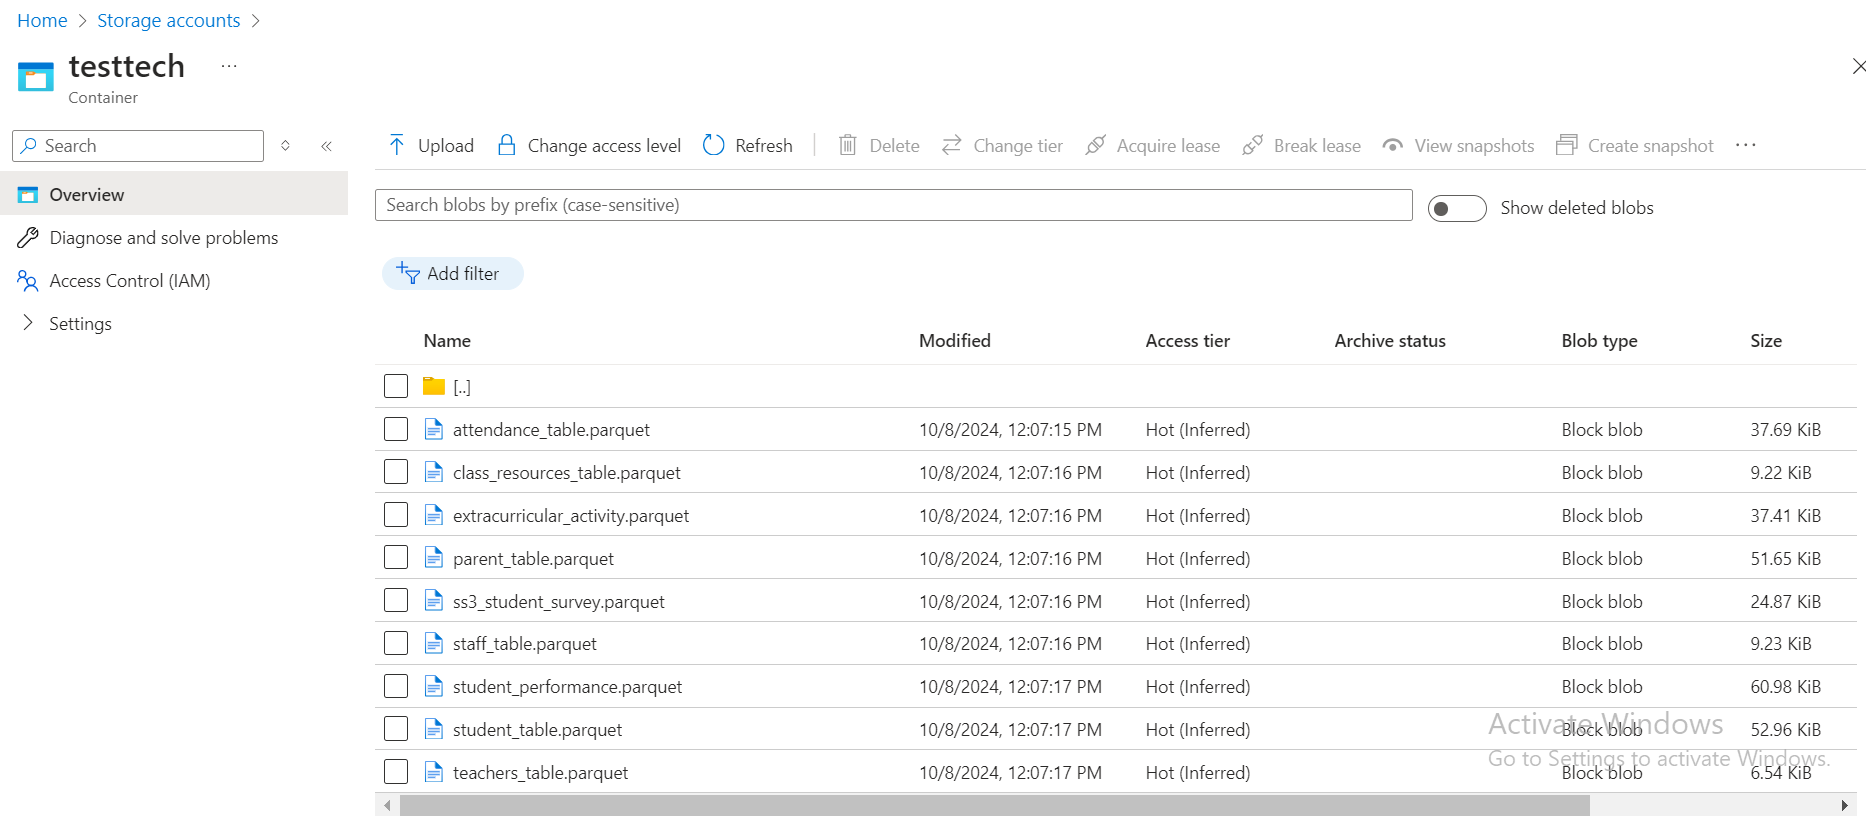 Home > Storage accounts >
testtech ...
Container
Search
Overview
Diagnose and solve problems
Access Control (IAM)
Settings
Upload Change access level Refresh Delete Change tier Acquire lease Break lease View snapshots Create snapshot ...
Search blobs by prefix (case-sensitive) Show deleted blobs
Add filter
Name Modified Access tier Archive status Blob type Size
[..]
attendance_table.parquet 10/8/2024, 12:07:15 PM Hot (Inferred) Block blob 37.69 KiB
class_resources_table.parquet 10/8/2024, 12:07:16 PM Hot (Inferred) Block blob 9.22 KiB
extracurricular_activity.parquet 10/8/2024, 12:07:16 PM Hot (Inferred) Block blob 37.41 KiB
parent_table.parquet 10/8/2024, 12:07:16 PM Hot (Inferred) Block blob 51.65 KiB
ss3_student_survey.parquet 10/8/2024, 12:07:16 PM Hot (Inferred) Block blob 24.87 KiB
staff_table.parquet 10/8/2024, 12:07:16 PM Hot (Inferred) Block blob 9.23 KiB
student_performance.parquet 10/8/2024, 12:07:17 PM Hot (Inferred) Block blob 60.98 KiB
student_table.parquet 10/8/2024, 12:07:17 PM Hot (Inferred) Block blob 52.96 KiB
teachers_table.parquet 10/8/2024, 12:07:17 PM Hot (Inferred) Block blob 6.54 KiB
Activate Windows
Go to Settings to activate Windows.